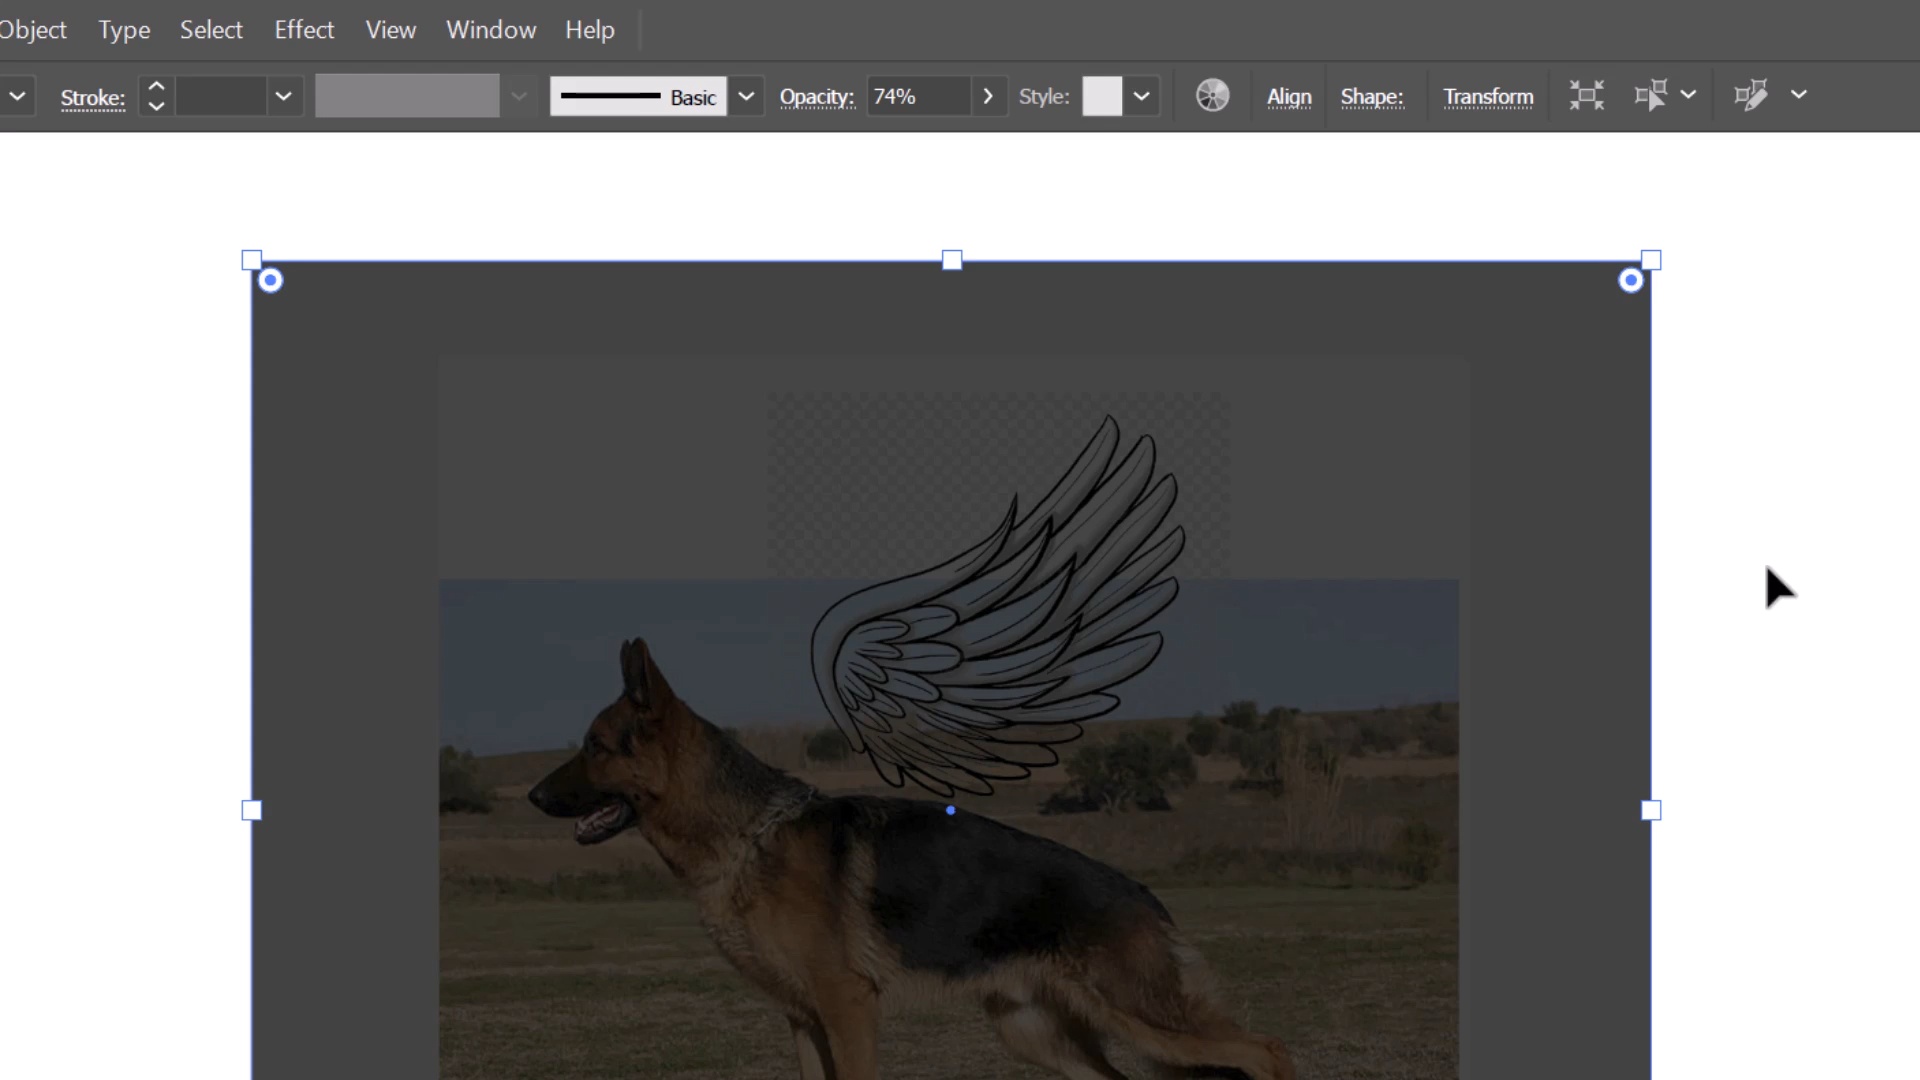 Object Type Select Effect View Window Help
Stroke: Basic Opacity: 74% Style: Align Shape: Transform